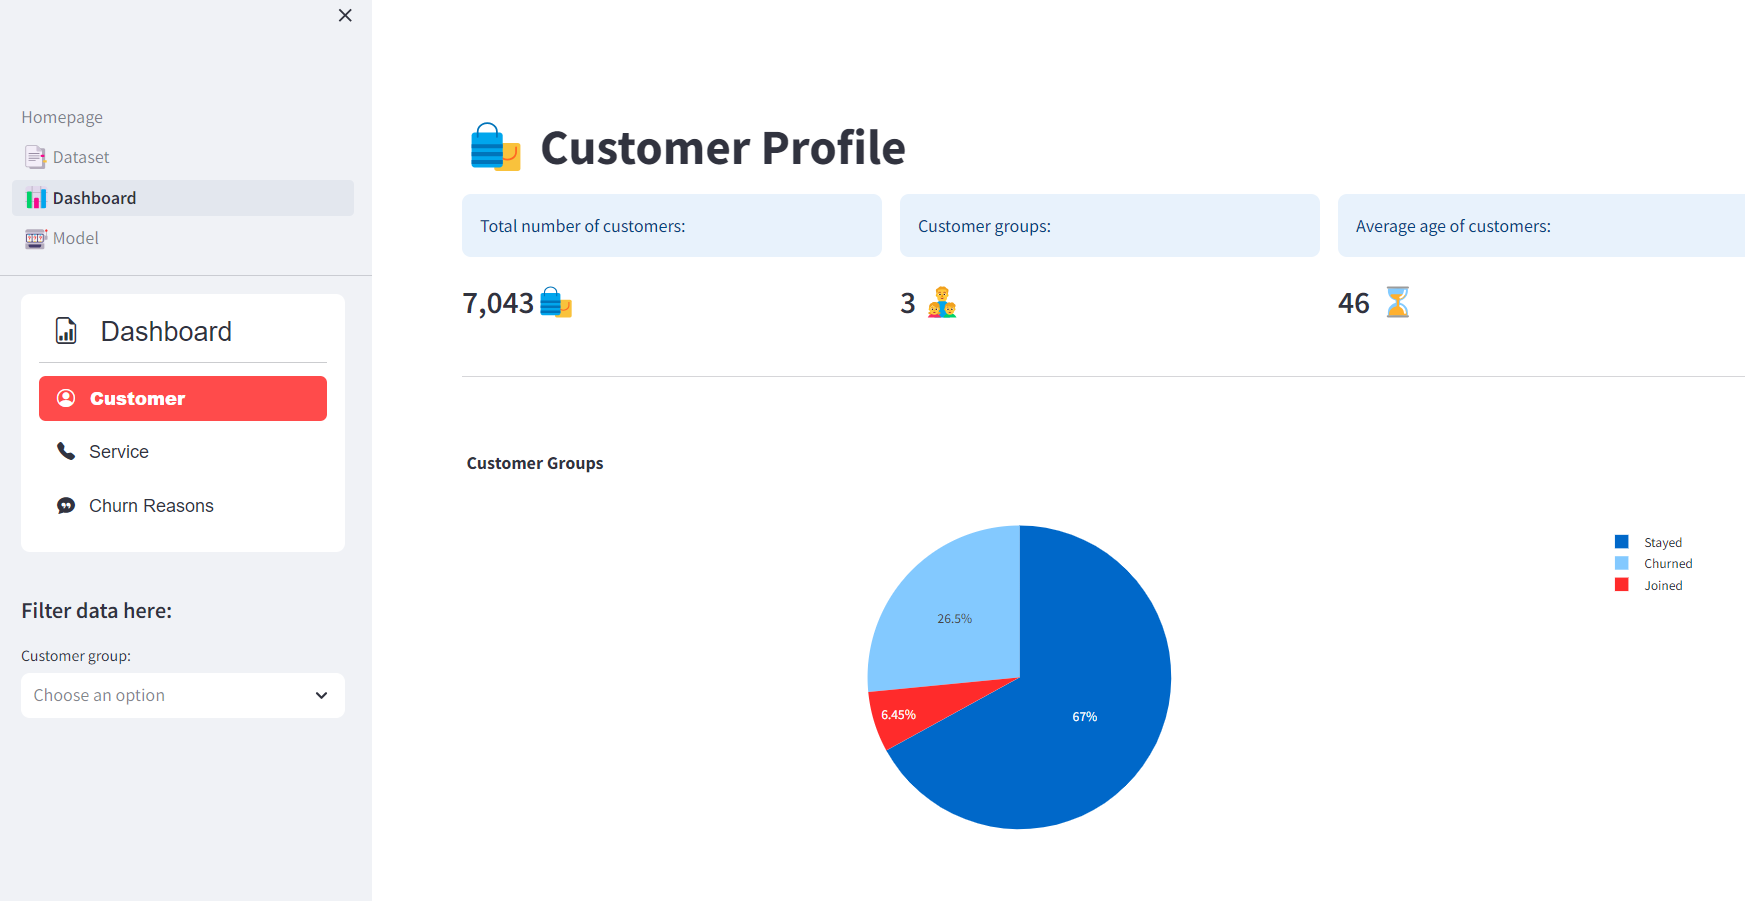 Homepage
Dataset
Dashboard
Model
Dashboard
Customer
Service
Churn Reasons
Filter data here:
Customer group:
Choose an option
Customer Profile
Total number of customers:
7,043
Customer groups:
3
Average age of customers:
46
Customer Groups
26.5%
6.45%
67%
Stayed
Churned
Joined